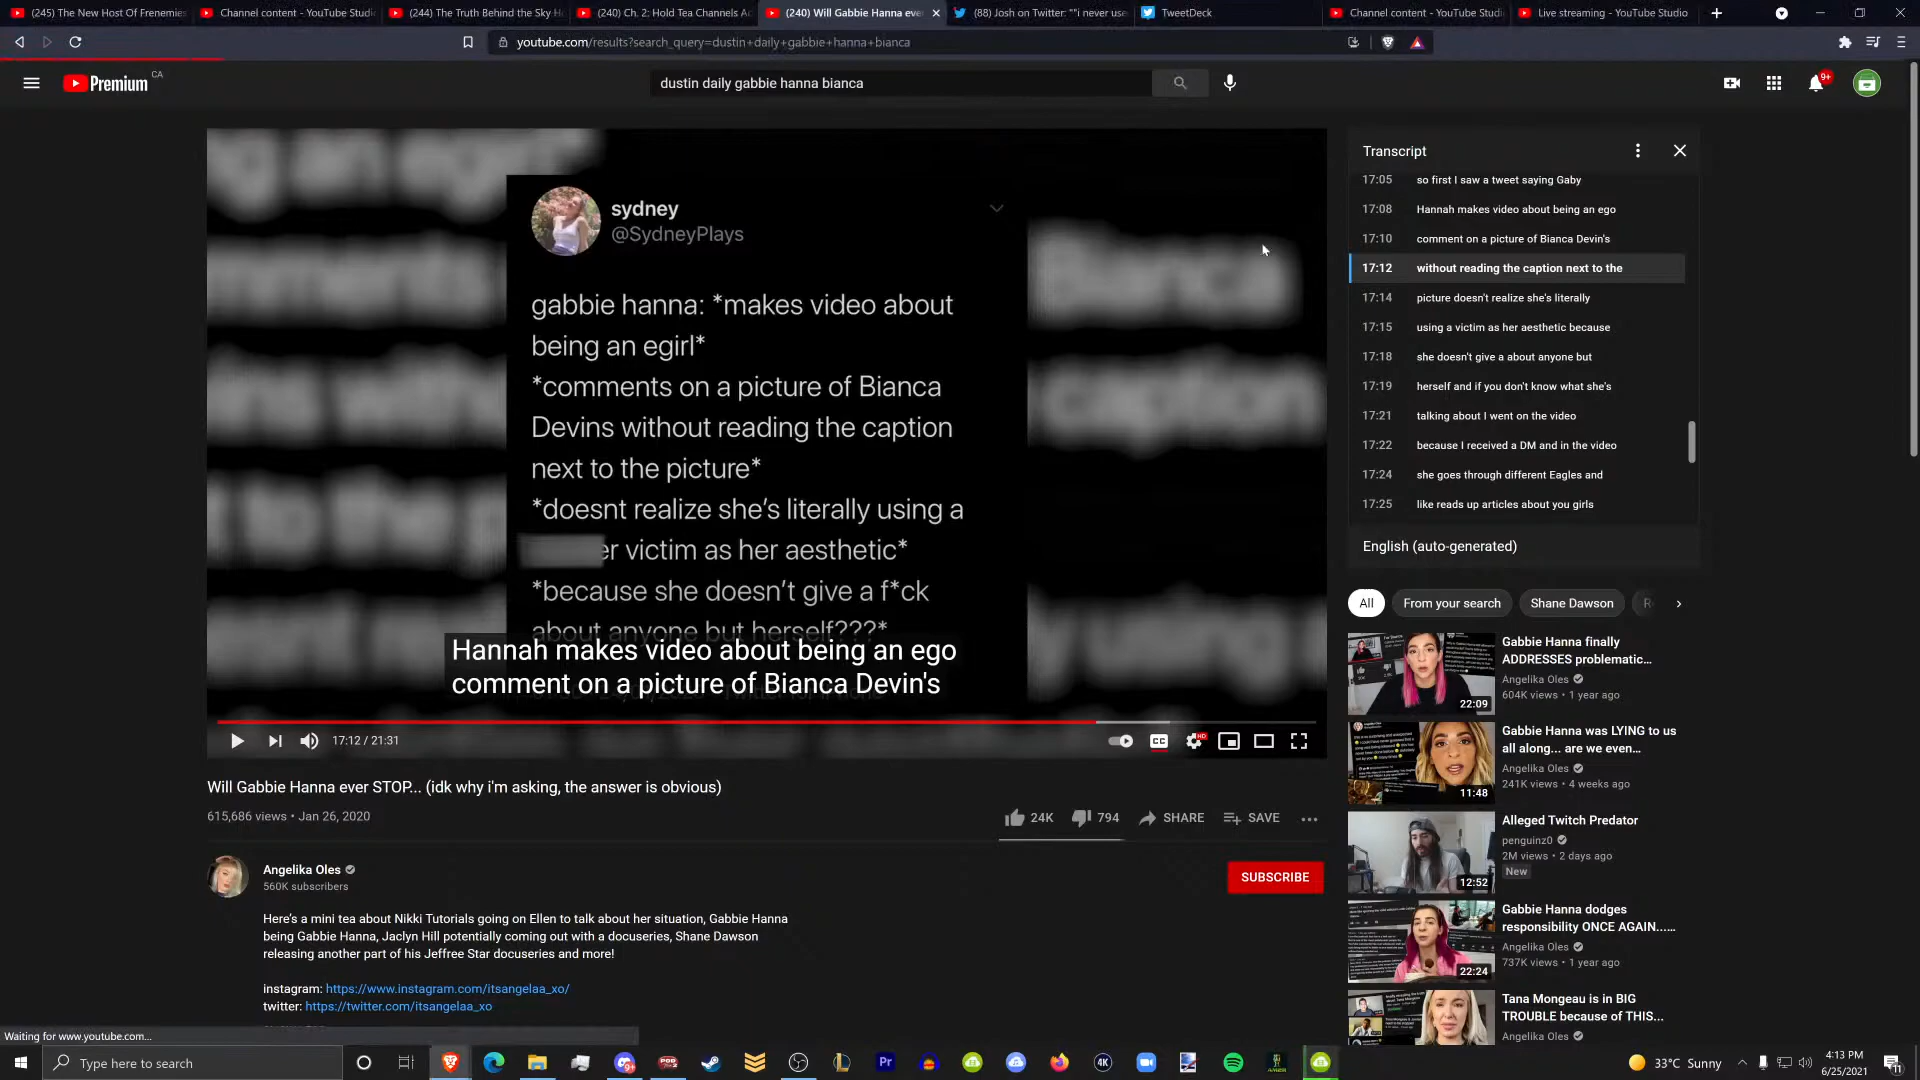 (245) The New Host Of Frenemies
Channel content - YouTube Studi
(244) The Truth Behind the Sky H
(240) Ch. 2: Hold Tea Channels Ac
(240) Will Gabbie Hanna eve
(88) Josh on Twitter: ""i never use
TweetDeck
Channel content - YouTube Studi
Live streaming - YouTube Studio
youtube.com/results?search_query=dustin+daily+gabbie+hanna+bianca
Premium
CA
dustin daily gabbie hanna bianca
9+
sydney
@SydneyPlays
gabbie hanna: *makes video about
being an egirl*
*comments on a picture of Bianca
Devins without reading the caption
next to the picture*
*doesnt realize she's literally using a
er victim as her aesthetic*
*because she doesn't give a f*ck
about anyone but herself???*
Bianca
caption
Hannah makes video about being an ego
comment on a picture of Bianca Devin's
17:12 / 21:31
CC
HD
Transcript
17:05 so first I saw a tweet saying Gaby
17:08 Hannah makes video about being an ego
17:10 comment on a picture of Bianca Devin's
17:12 without reading the caption next to the
17:14 picture doesn't realize she's literally
17:15 using a victim as her aesthetic because
17:18 she doesn't give a about anyone but
17:19 herself and if you don't know what she's
17:21 talking about I went on the video
17:22 because I received a DM and in the video
17:24 she goes through different Eagles and
17:25 like reads up articles about you girls
English (auto-generated)
All
From your search
Shane Dawson
Will Gabbie Hanna ever STOP... (idk why i'm asking, the answer is obvious)
615,686 views • Jan 26, 2020
24K
794
SHARE
SAVE
Angelika Oles
560K subscribers
SUBSCRIBE
Here's a mini tea about Nikki Tutorials going on Ellen to talk about her situation, Gabbie Hanna
being Gabbie Hanna, Jaclyn Hill potentially coming out with a docuseries, Shane Dawson
releasing another part of his Jeffree Star docuseries and more!
instagram: https://www.instagram.com/itsangelaa_xo/
twitter: https://twitter.com/itsangelaa_xo
22:09
Gabbie Hanna finally
ADDRESSES problematic...
Angelika Oles
604K views • 1 year ago
11:48
Gabbie Hanna was LYING to us
all along... are we even...
Angelika Oles
241K views • 4 weeks ago
12:52
Alleged Twitch Predator
penguinz0
2M views • 2 days ago
New
22:24
Gabbie Hanna dodges
responsibility ONCE AGAIN......
Angelika Oles
737K views • 1 year ago
Tana Mongeau is in BIG
TROUBLE because of THIS...
Angelika Oles
Waiting for www.youtube.com...
Type here to search
Pr
4K
33°C Sunny
4:13 PM
6/25/2021
11